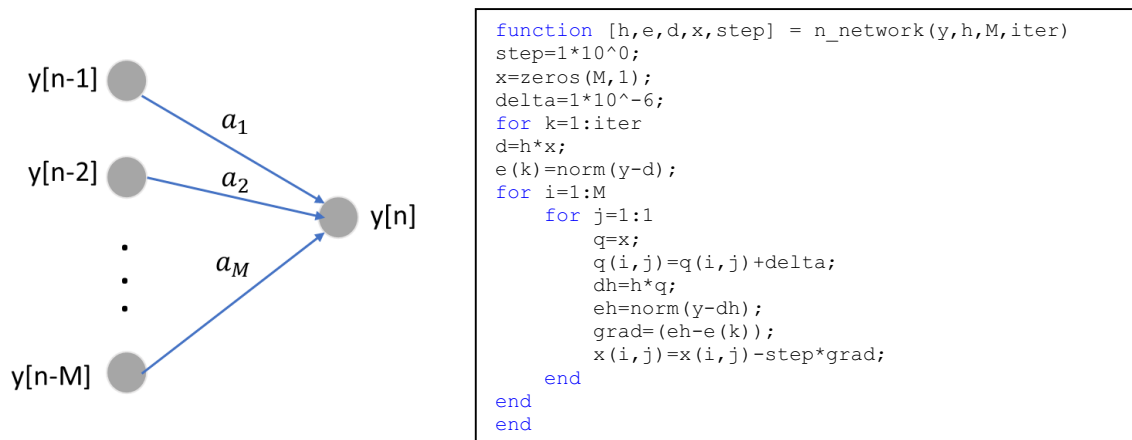 y[n-1]
a₁
y[n-2]
a₂
y[n]
.
.
.
a_M
y[n-M]
function [h,e,d,x,step] = n_network(y,h,M,iter)
step=1*10^0;
x=zeros(M,1);
delta=1*10^-6;
for k=1:iter
d=h*x;
e(k)=norm(y-d);
for i=1:M
    for j=1:1
        q=x;
        q(i,j)=q(i,j)+delta;
        dh=h*q;
        eh=norm(y-dh);
        grad=(eh-e(k));
        x(i,j)=x(i,j)-step*grad;
    end
end
end